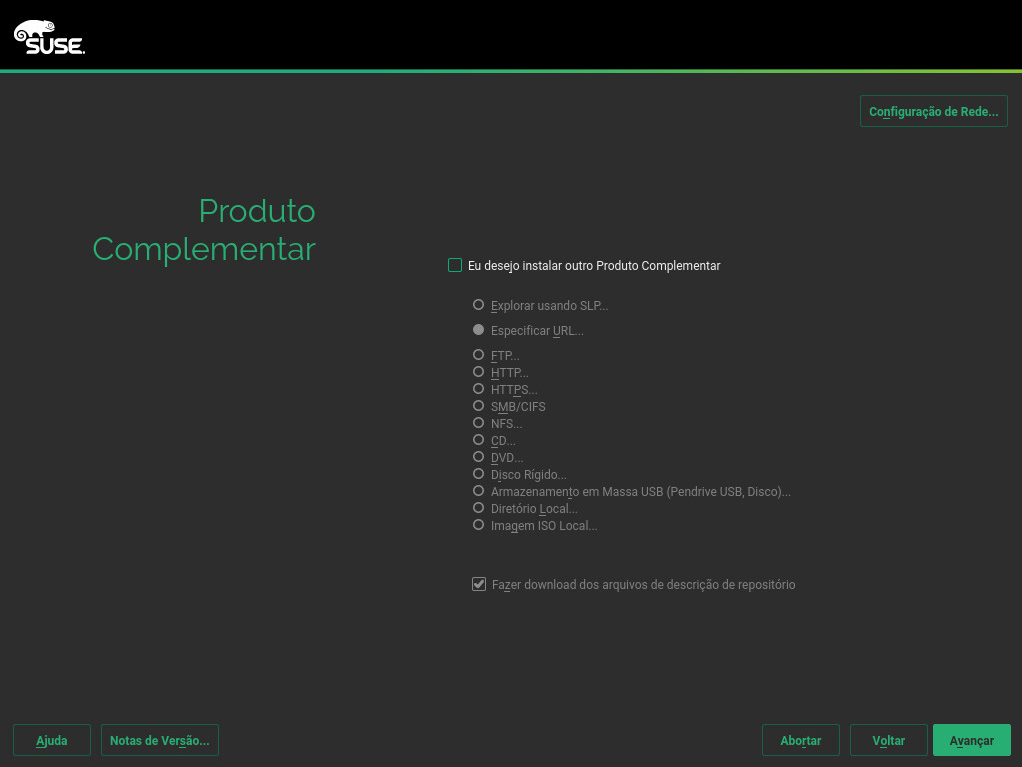 SUSE.
Configuração de Rede...
Produto
Complementar
Eu desejo instalar outro Produto Complementar
Explorar usando SLP...
Especificar URL...
FTP...
HTTP...
HTTPS...
SMB/CIFS
NFS...
CD...
DVD...
Disco Rígido...
Armazenamento em Massa USB (Pendrive USB, Disco)...
Diretório Local...
Imagem ISO Local...
Fazer download dos arquivos de descrição de repositório
Ajuda Notas de Versão... Abortar Voltar Avançar